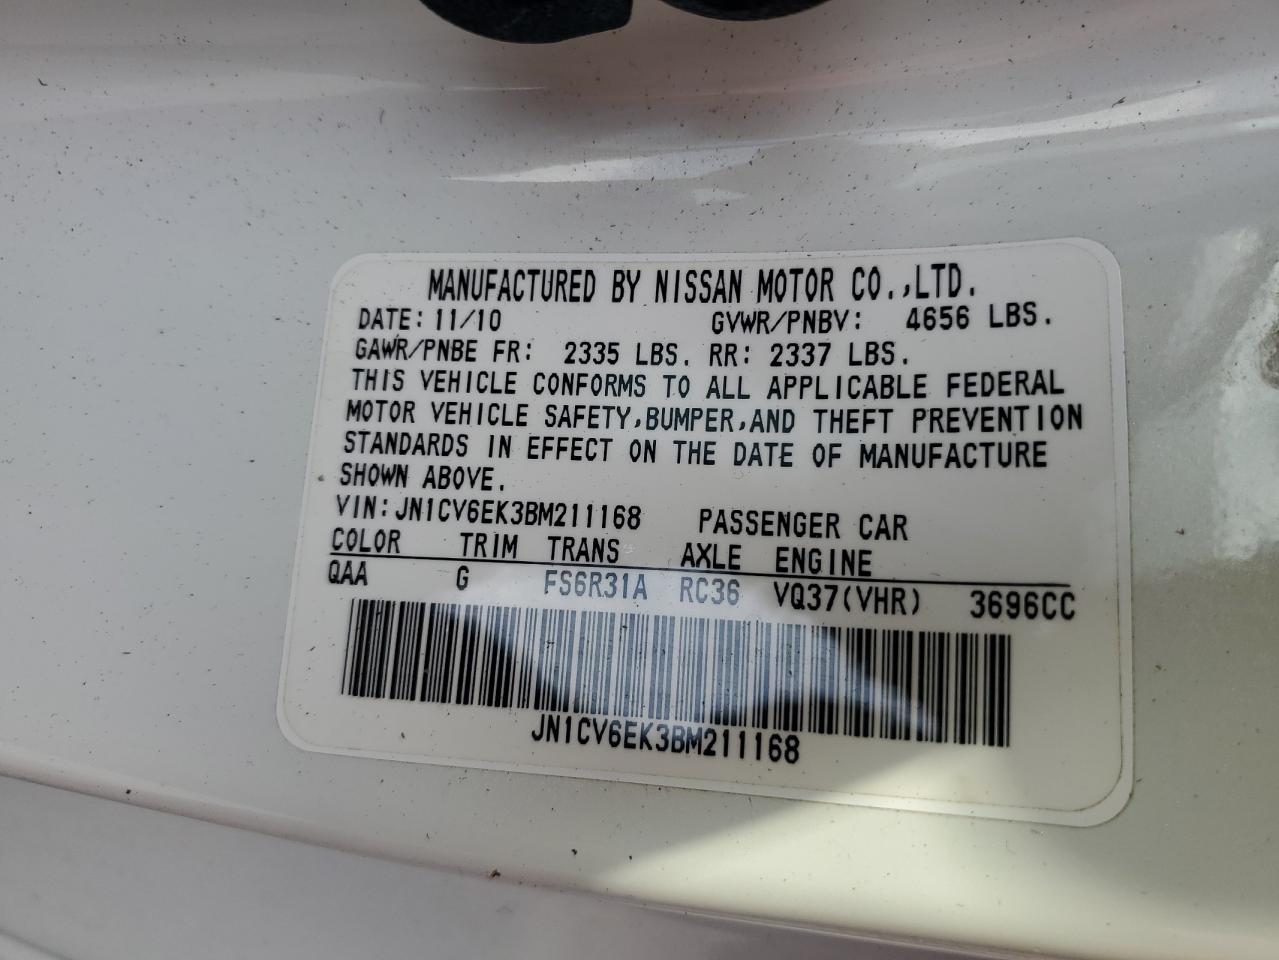 MANUFACTURED BY NISSAN MOTOR CO.,LTD.
DATE: 11/10 GVWR/PNBV: 4656 LBS.
GAWR/PNBE FR: 2335 LBS. RR: 2337 LBS.
THIS VEHICLE CONFORMS TO ALL APPLICABLE FEDERAL
MOTOR VEHICLE SAFETY,BUMPER,AND THEFT PREVENTION
STANDARDS IN EFFECT ON THE DATE OF MANUFACTURE
SHOWN ABOVE.
VIN:JN1CV6EK3BM211168 PASSENGER CAR
COLOR TRIM TRANS AXLE ENGINE
QAA G FS6R31A RC36 VQ37(VHR) 3696CC
JN1CV6EK3BM211168